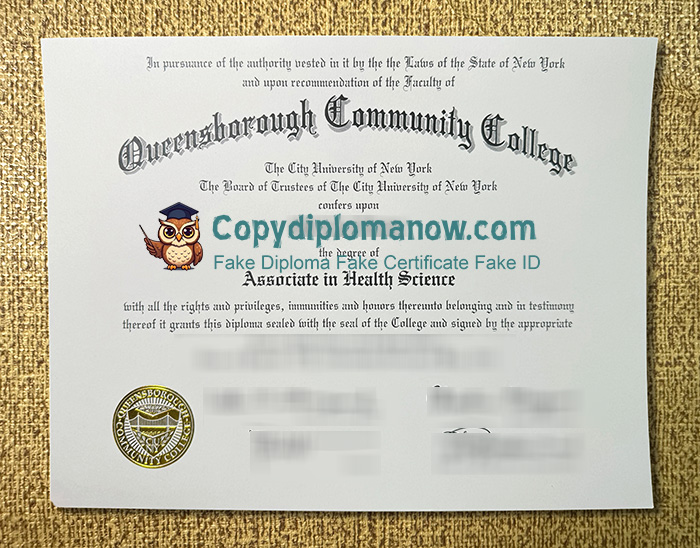 In pursuance of the authority vested in it by the the Laws of the State of New York
and upon recommendation of the Faculty of
Queensborough Community College
The City University of New York
The Board of Trustees of The City University of New York
confers upon
Copydiplomanow.com
the degree of
Fake Diploma Fake Certificate Fake ID
Associate in Health Science
with all the rights and privileges, immunities and honors thereunto belonging and in testimony
thereof it grants this diploma sealed with the seal of the College and signed by the appropriate
QUEENSBOROUGH
COMMUNITY COLLEGE